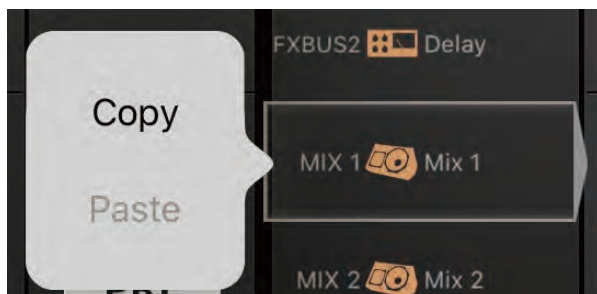 FXBUS2 Delay
Copy
MIX 1 Mix 1
Paste
MIX 2 Mix 2